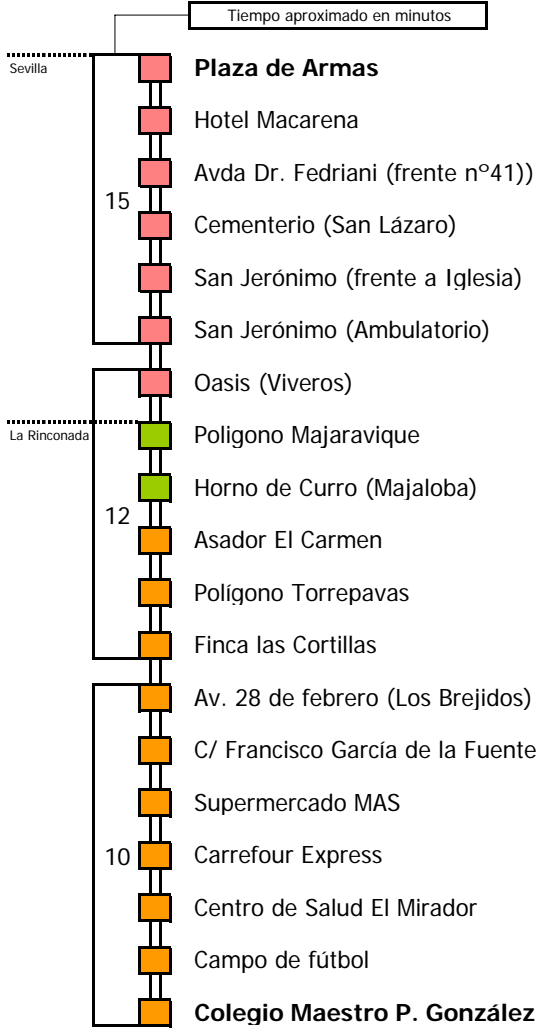 Tiempo aproximado en minutos
Sevilla
Plaza de Armas
Hotel Macarena
Avda Dr. Fedriani (frente nº41))
15
Cementerio (San Lázaro)
San Jerónimo (frente a Iglesia)
San Jerónimo (Ambulatorio)
Oasis (Viveros)
La Rinconada
Poligono Majaravique
Horno de Curro (Majaloba)
12
Asador El Carmen
Polígono Torrepavas
Finca las Cortillas
Av. 28 de febrero (Los Brejidos)
C/ Francisco García de la Fuente
Supermercado MAS
10
Carrefour Express
Centro de Salud El Mirador
Campo de fútbol
Colegio Maestro P. González